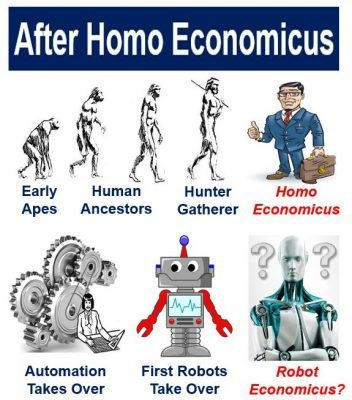 After Homo Economicus
Early Apes
Human Ancestors
Hunter Gatherer
Homo Economicus
? ?
Automation Takes Over
First Robots Take Over
Robot Economicus?